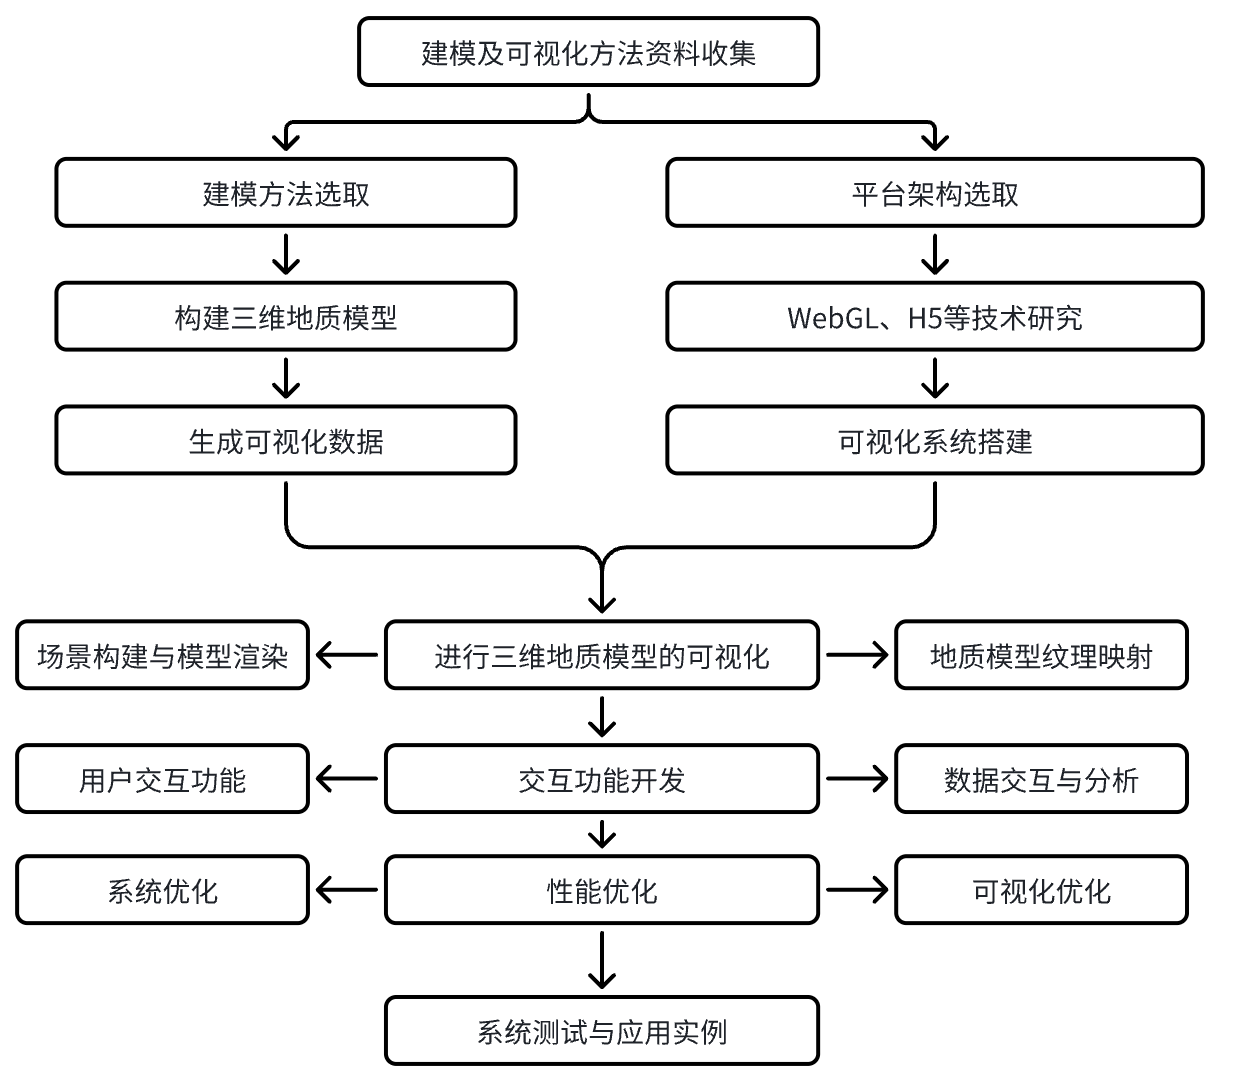 建模及可视化方法资料收集
建模方法选取
平台架构选取
构建三维地质模型
WebGL、H5等技术研究
生成可视化数据
可视化系统搭建
场景构建与模型渲染
进行三维地质模型的可视化
地质模型纹理映射
用户交互功能
交互功能开发
数据交互与分析
系统优化
性能优化
可视化优化
系统测试与应用实例